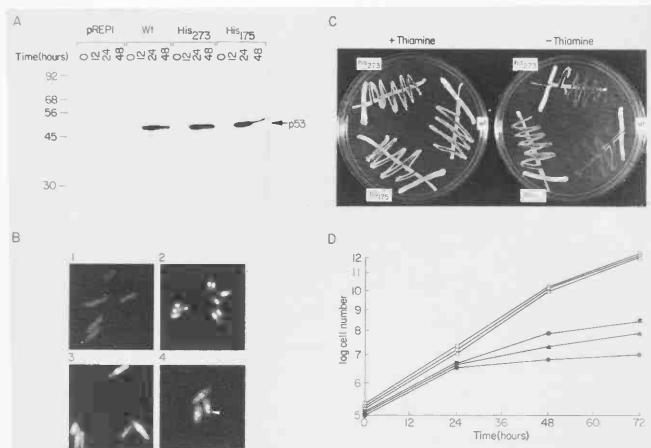 A
pREPI Wt His273 His175
Time(hours) 0 12 24 48 0 12 24 48 0 12 24 48 0 12 24 48
92
68
56
45
30
p53
B
1
2
3
4
C
+ Thiamine
- Thiamine
His273
His175
His273
D
log cell number
12
11
10
9
8
7
6
5
0 12 24 36 48 60 72
Time(hours)